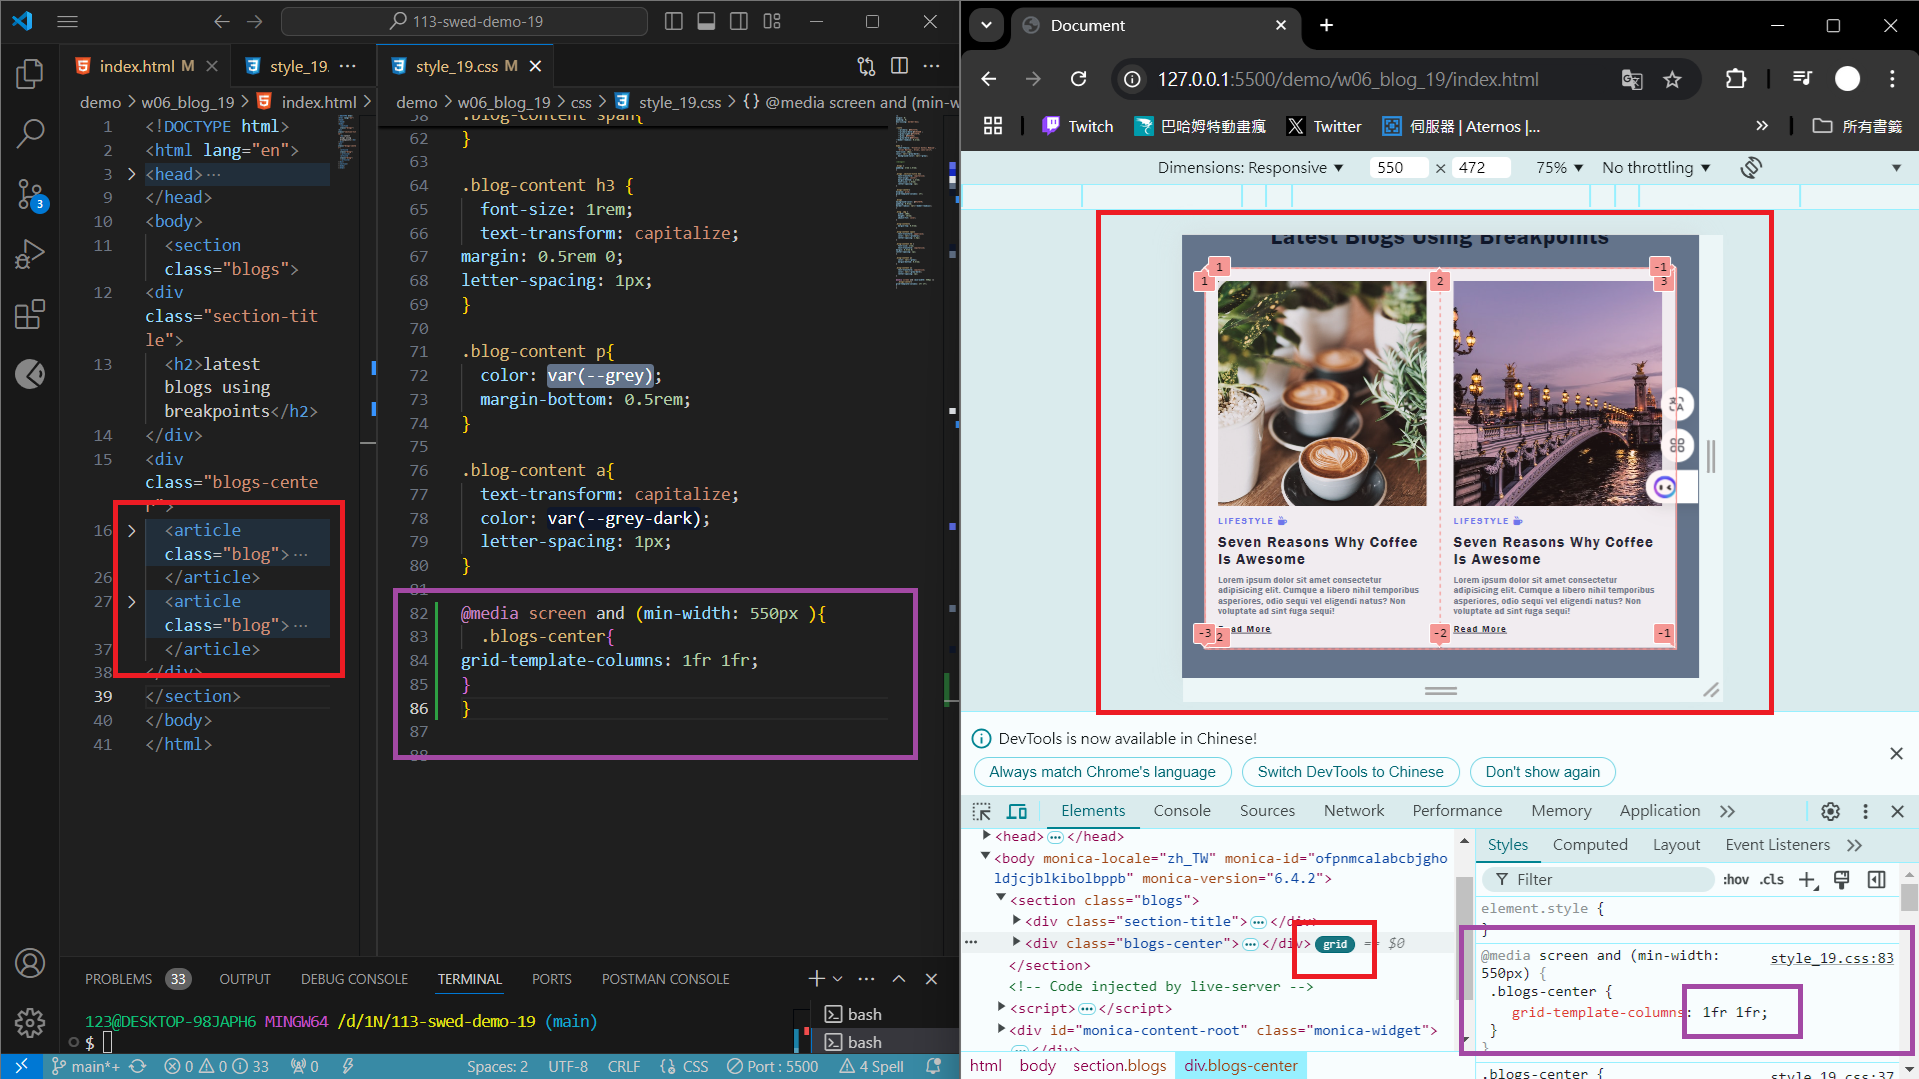 113-swed-demo-19
index.html M
style_19.
style_19.css M
demo > w06_blog_19 > index.html >
demo > w06_blog_19 > css > style_19.css > {} @media screen and (min-w
1 <!DOCTYPE html>
2 <html lang="en">
3 <head>…
9 </head>
10 <body>
11 <section
class="blogs">
12 <div
class="section-tit
le">
13 <h2>latest
blogs using
breakpoints</h2>
14 </div>
15 <div
class="blogs-cente
r">
16 <article
class="blog">…
26 </article>
27 <article
class="blog">…
37 </article>
38 </div>
39 </section>
40 </body>
41 </html>
.blog-content span{
62 }
63
64 .blog-content h3 {
65 font-size: 1rem;
66 text-transform: capitalize;
67 margin: 0.5rem 0;
68 letter-spacing: 1px;
69 }
70
71 .blog-content p{
72 color: var(--grey);
73 margin-bottom: 0.5rem;
74 }
75
76 .blog-content a{
77 text-transform: capitalize;
78 color: var(--grey-dark);
79 letter-spacing: 1px;
80 }
81
82 @media screen and (min-width: 550px ){
83 .blogs-center{
84 grid-template-columns: 1fr 1fr;
85 }
86 }
87
88
PROBLEMS 33 OUTPUT DEBUG CONSOLE TERMINAL PORTS POSTMAN CONSOLE
123@DESKTOP-98JAPH6 MINGW64 /d/1N/113-swed-demo-19 (main)
$
bash
bash
3
main*+ 0 0 33 0 Spaces: 2 UTF-8 CRLF {} CSS Port : 5500 4 Spell
Document
127.0.0.1:5500/demo/w06_blog_19/index.html
Twitch 巴哈姆特動畫瘋 Twitter 伺服器 | Aternos |... » 所有書籤
Dimensions: Responsive 550 × 472 75% No throttling
Latest Blogs Using Breakpoints
1 -1
1 2 3
LIFESTYLE
Seven Reasons Why Coffee
Is Awesome
Lorem ipsum dolor sit amet consectetur
adipisicing elit. Cumque a libero nihil temporibus
asperiores, odio sequi vel eligendi natus? Non
voluptate ad sint fuga sequi!
Read More
LIFESTYLE
Seven Reasons Why Coffee
Is Awesome
Lorem ipsum dolor sit amet consectetur
adipisicing elit. Cumque a libero nihil temporibus
asperiores, odio sequi vel eligendi natus? Non
voluptate ad sint fuga sequi!
Read More
-3 2 -2 -1
DevTools is now available in Chinese!
Always match Chrome's language
Switch DevTools to Chinese
Don't show again
Elements Console Sources Network Performance Memory Application »
<head>…</head>
<body monica-locale="zh_TW" monica-id="ofpnmcalabcbjgho
ldjcjblkibolbppb" monica-version="6.4.2">
<section class="blogs">
<div class="section-title">…</div>
<div class="blogs-center">…</div> grid == $0
</section>
<!-- Code injected by live-server -->
<script>…</script>
<div id="monica-content-root" class="monica-widget">
…</div>
html body section.blogs div.blogs-center
Styles Computed Layout Event Listeners »
Filter :hov .cls
element.style {
}
@media screen and (min-width: style_19.css:83
550px) {
.blogs-center {
grid-template-columns: 1fr 1fr;
}
}
.blogs-center { style_19.css:37